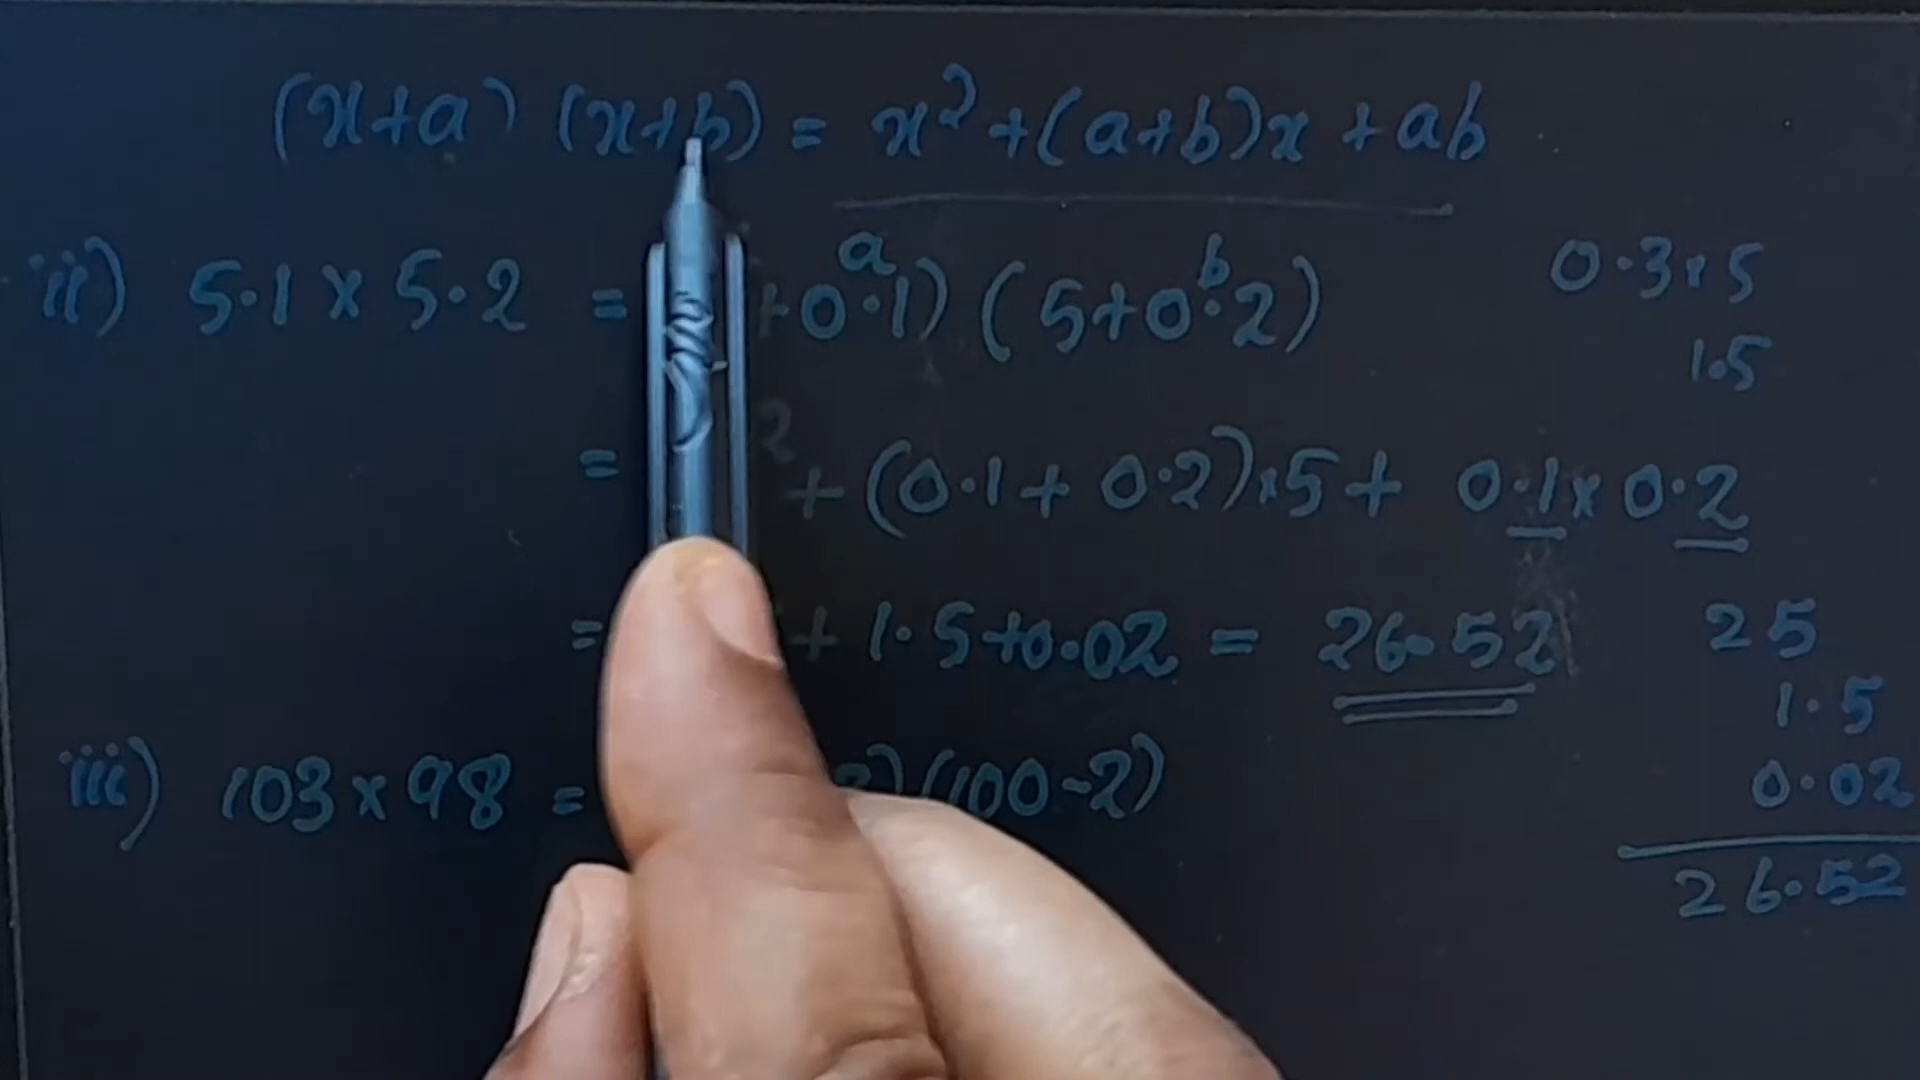 (x+a) (x+b) = x² + (a+b)x + ab
ii) 5.1 x 5.2 = +0.1) (5+0.2)
a b
0.3x5
1.5
= ² + (0.1 + 0.2)x5 + 0.1 x 0.2
= + 1.5+0.02 = 26.52
25
1.5
0.02
26.52
iii) 103 x 98 = ) (100-2)